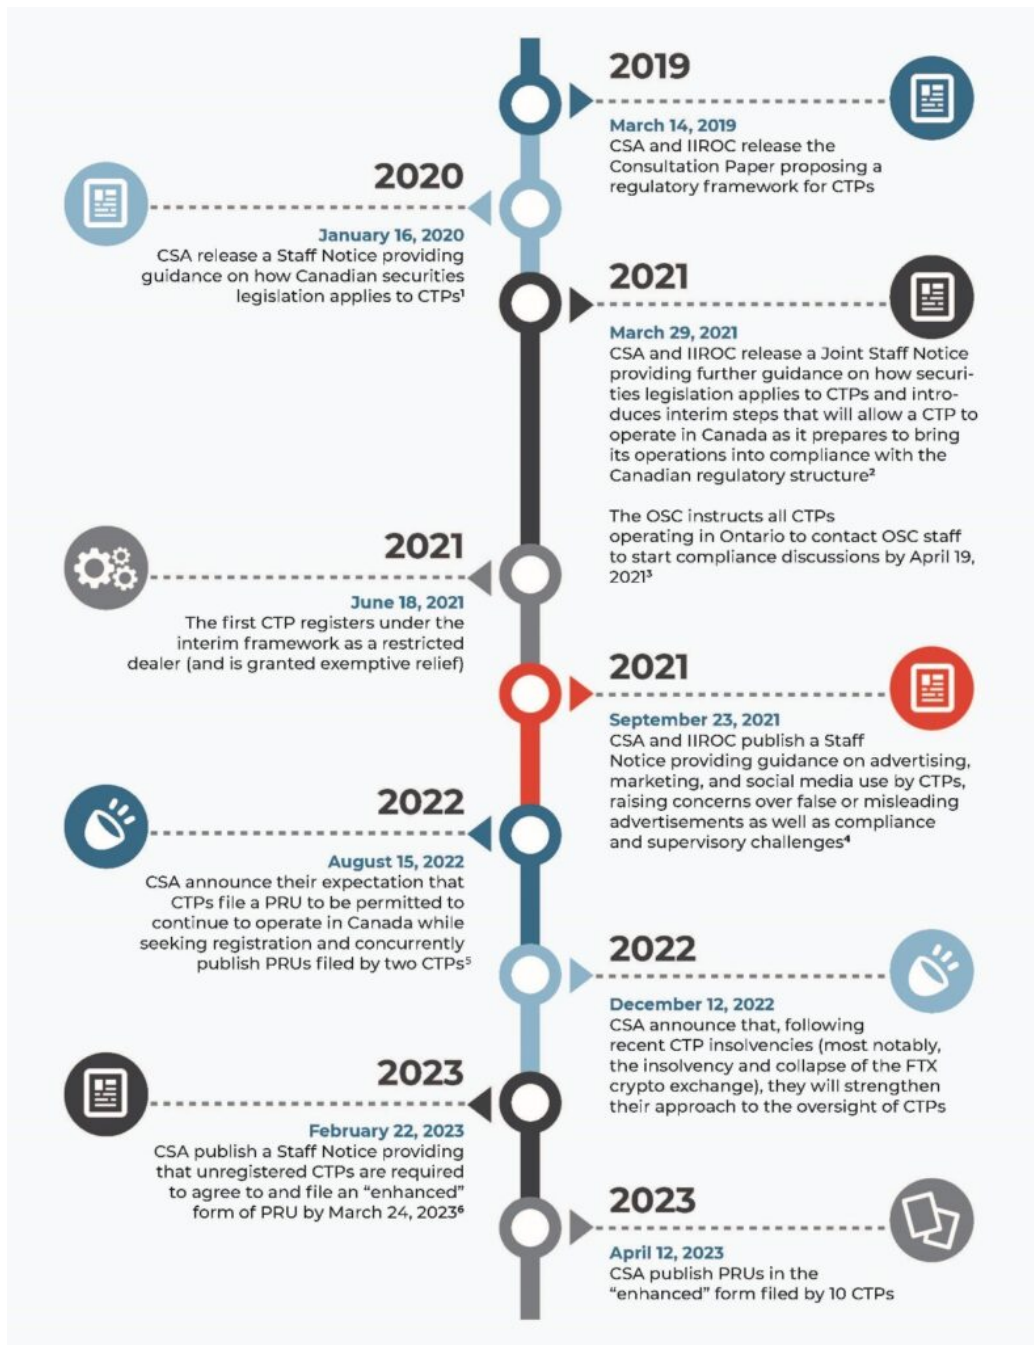 2019
March 14, 2019
CSA and IIROC release the
Consultation Paper proposing a
regulatory framework for CTPs
2020
January 16, 2020
CSA release a Staff Notice providing
guidance on how Canadian securities
legislation applies to CTPs¹
2021
March 29, 2021
CSA and IIROC release a Joint Staff Notice
providing further guidance on how securi-
ties legislation applies to CTPs and intro-
duces interim steps that will allow a CTP to
operate in Canada as it prepares to bring
its operations into compliance with the
Canadian regulatory structure²
The OSC instructs all CTPs
operating in Ontario to contact OSC staff
to start compliance discussions by April 19,
2021³
2021
June 18, 2021
The first CTP registers under the
interim framework as a restricted
dealer (and is granted exemptive relief)
2021
September 23, 2021
CSA and IIROC publish a Staff
Notice providing guidance on advertising,
marketing, and social media use by CTPs,
raising concerns over false or misleading
advertisements as well as compliance
and supervisory challenges⁴
2022
August 15, 2022
CSA announce their expectation that
CTPs file a PRU to be permitted to
continue to operate in Canada while
seeking registration and concurrently
publish PRUs filed by two CTPs⁵
2022
December 12, 2022
CSA announce that, following
recent CTP insolvencies (most notably,
the insolvency and collapse of the FTX
crypto exchange), they will strengthen
their approach to the oversight of CTPs
2023
February 22, 2023
CSA publish a Staff Notice providing
that unregistered CTPs are required
to agree to and file an “enhanced”
form of PRU by March 24, 2023⁶
2023
April 12, 2023
CSA publish PRUs in the
“enhanced” form filed by 10 CTPs